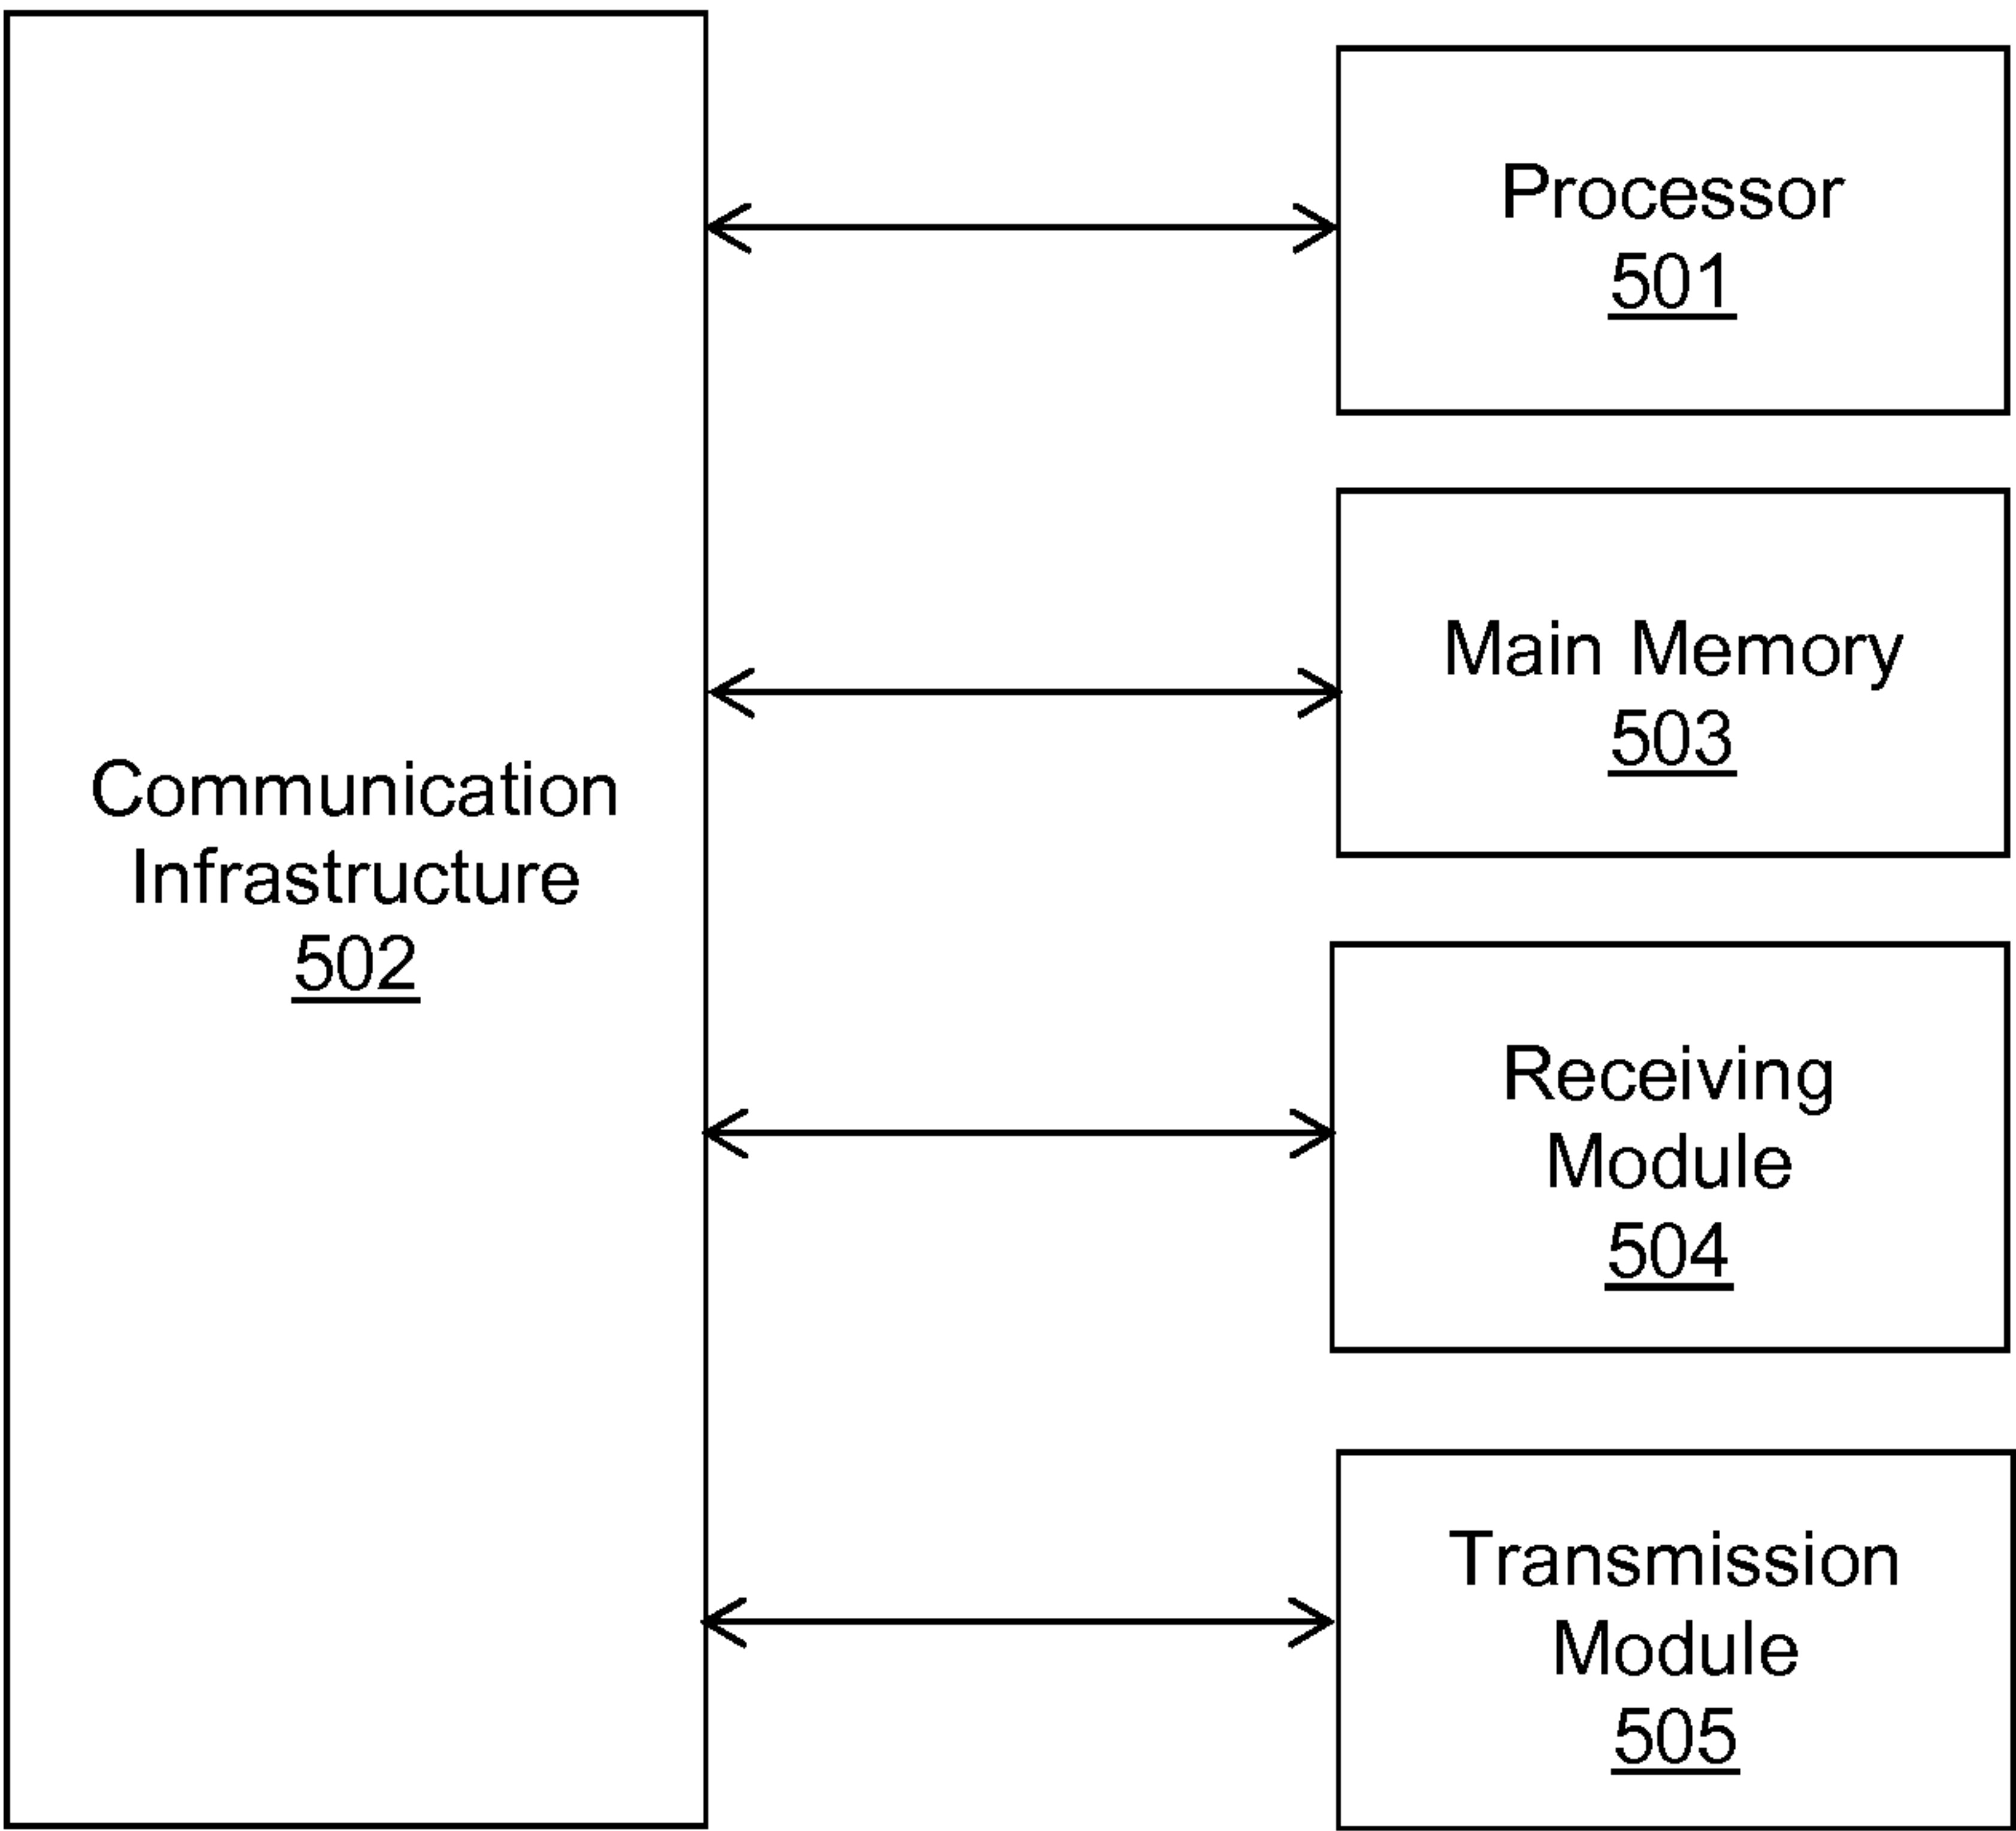 Communication
Infrastructure
502
Processor
501
Main Memory
503
Receiving
Module
504
Transmission
Module
505